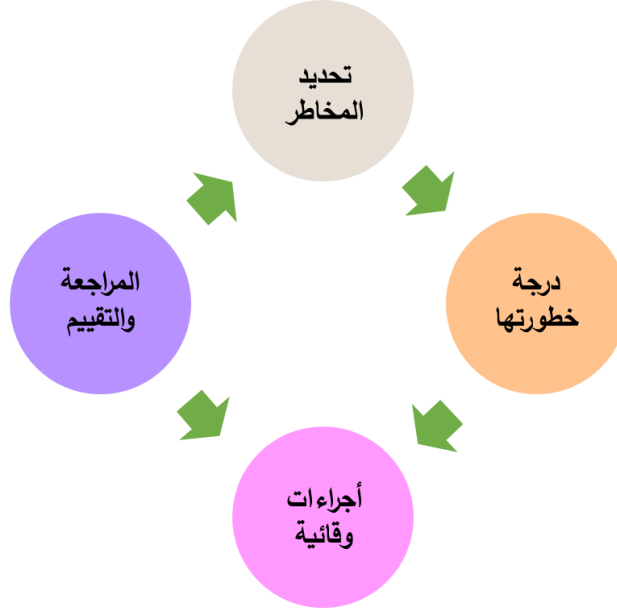 تحديد
المخاطر
درجة
خطورتها
أجراءات
وقائية
المراجعة
والتقييم